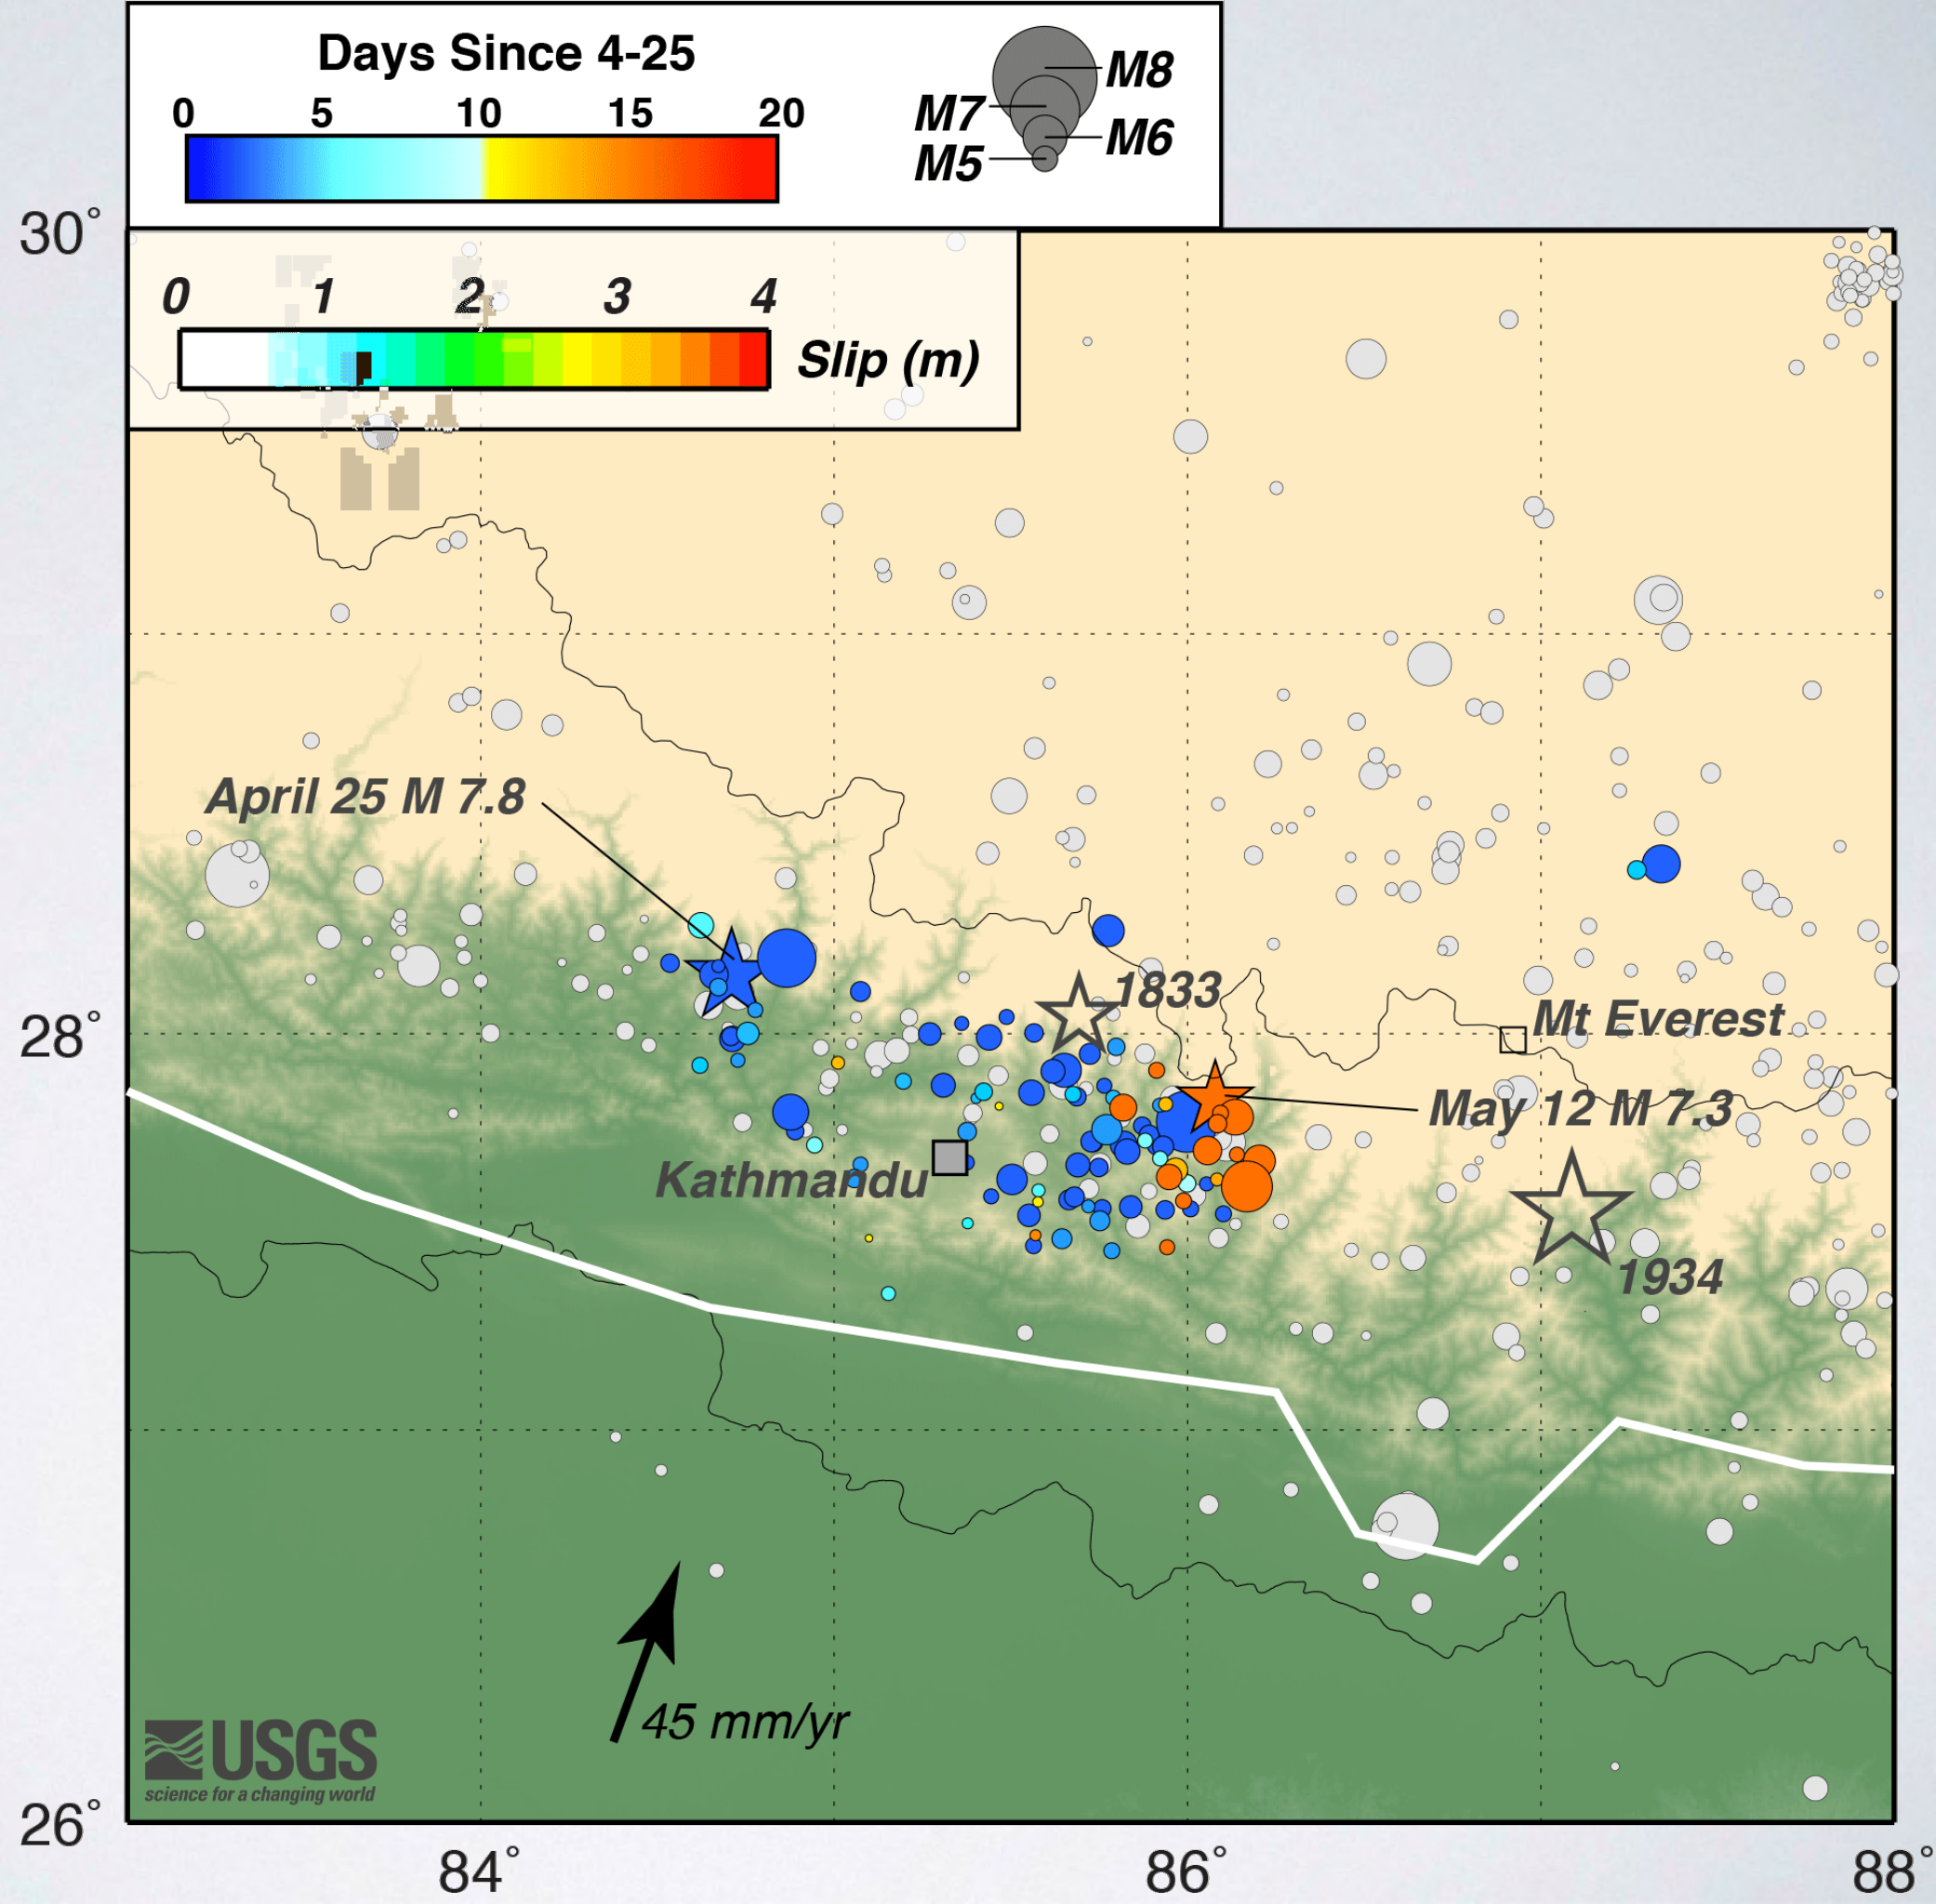 Days Since 4-25
0 5 10 15 20
M8
M7
M6
M5
30°
0 1 2 3 4
Slip (m)
April 25 M 7.8
1833
28°
Mt Everest
May 12 M 7.3
Kathmandu
1934
45 mm/yr
USGS
science for a changing world
26°
84° 86° 88°